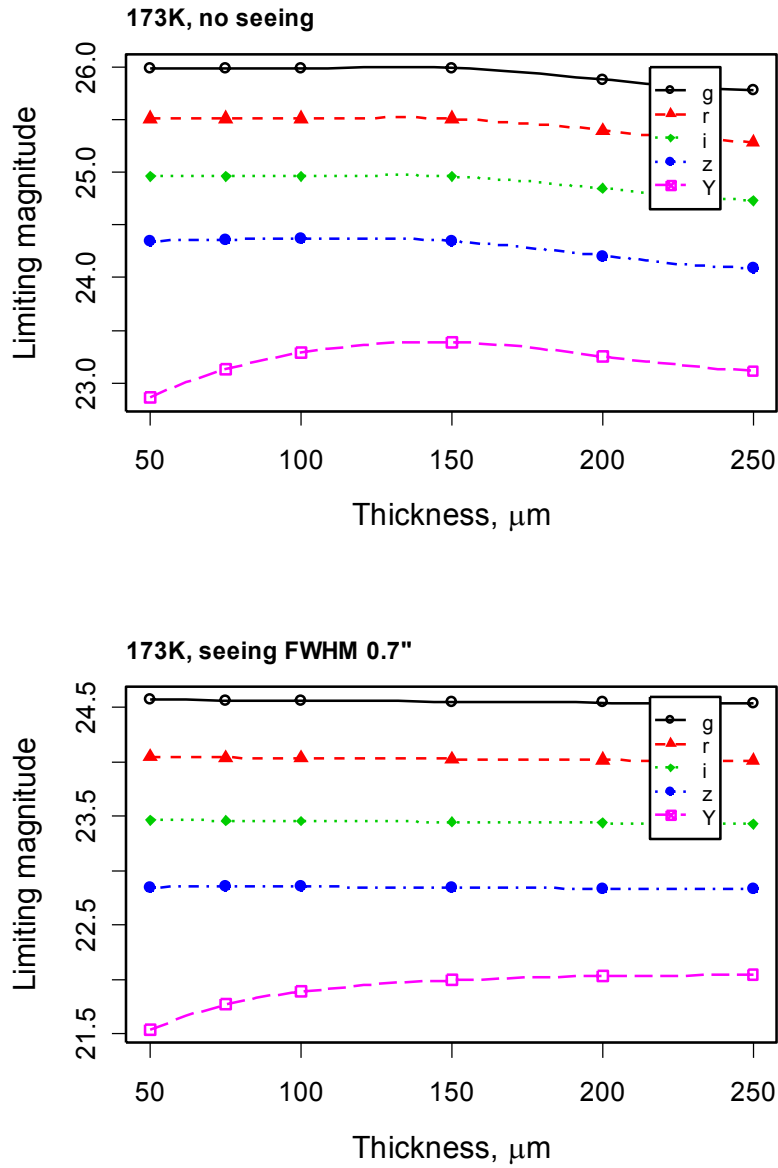 173K, no seeing
Limiting magnitude
26.0
25.0
24.0
23.0
g
r
i
z
Y
50 100 150 200 250
Thickness, μm
173K, seeing FWHM 0.7"
Limiting magnitude
24.5
23.5
22.5
21.5
g
r
i
z
Y
50 100 150 200 250
Thickness, μm